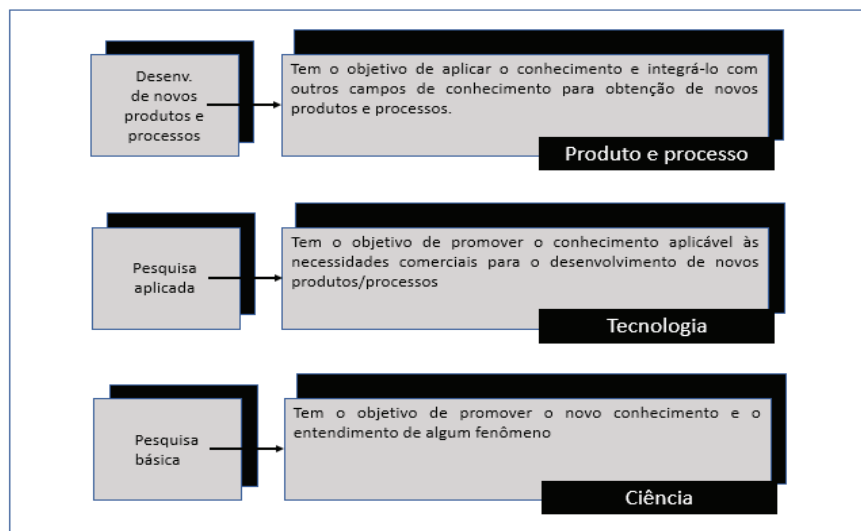 Desenv.
de novos
produtos e
processos
Tem o objetivo de aplicar o conhecimento e integrá-lo com
outros campos de conhecimento para obtenção de novos
produtos e processos.
Produto e processo
Pesquisa
aplicada
Tem o objetivo de promover o conhecimento aplicável às
necessidades comerciais para o desenvolvimento de novos
produtos/processos
Tecnologia
Pesquisa
básica
Tem o objetivo de promover o novo conhecimento e o
entendimento de algum fenômeno
Ciência